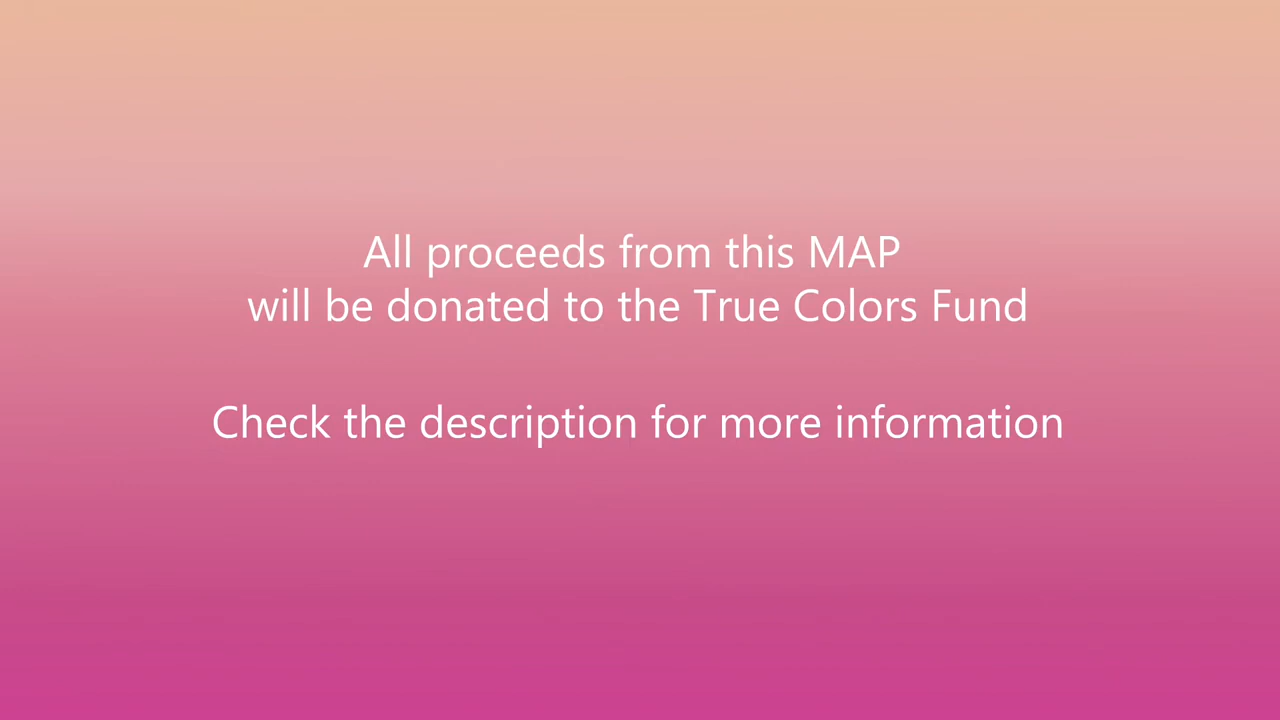 All proceeds from this MAP
will be donated to the True Colors Fund
Check the description for more information